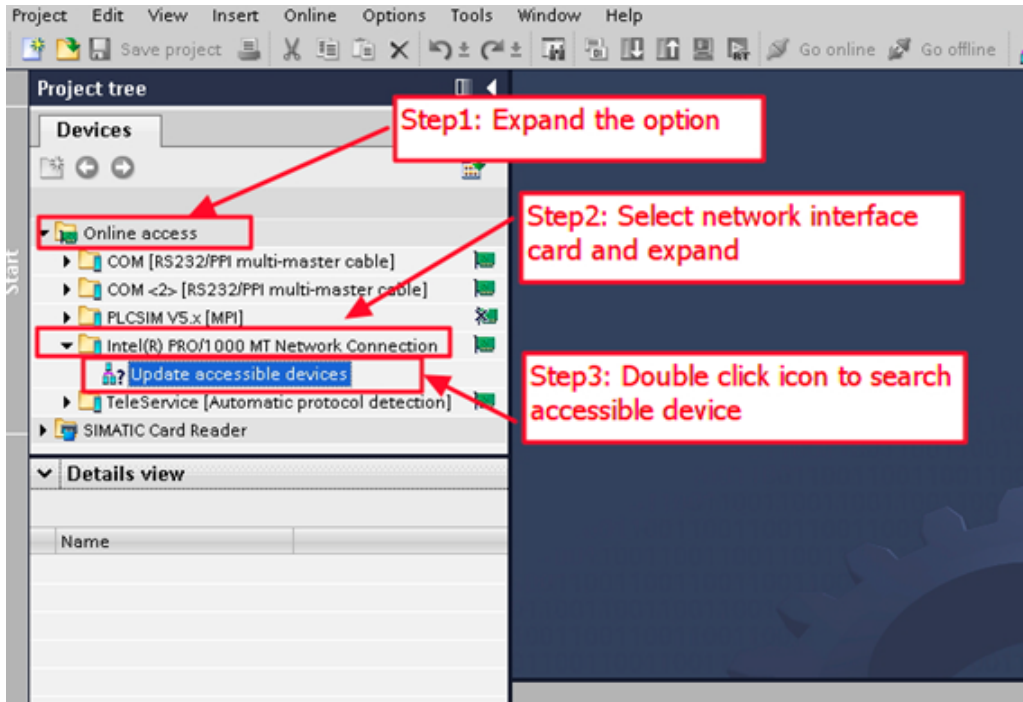 Project Edit View Insert Online Options Tools Window Help
Save project
Go online Go offline
Project tree
Devices
Step1: Expand the option
Start
Online access
COM [RS232/PPI multi-master cable]
COM <2> [RS232/PPI multi-master cable]
PLCSIM V5.x [MPI]
Intel(R) PRO/1000 MT Network Connection
Update accessible devices
TeleService [Automatic protocol detection]
SIMATIC Card Reader
Step2: Select network interface
card and expand
Step3: Double click icon to search
accessible device
Details view
Name